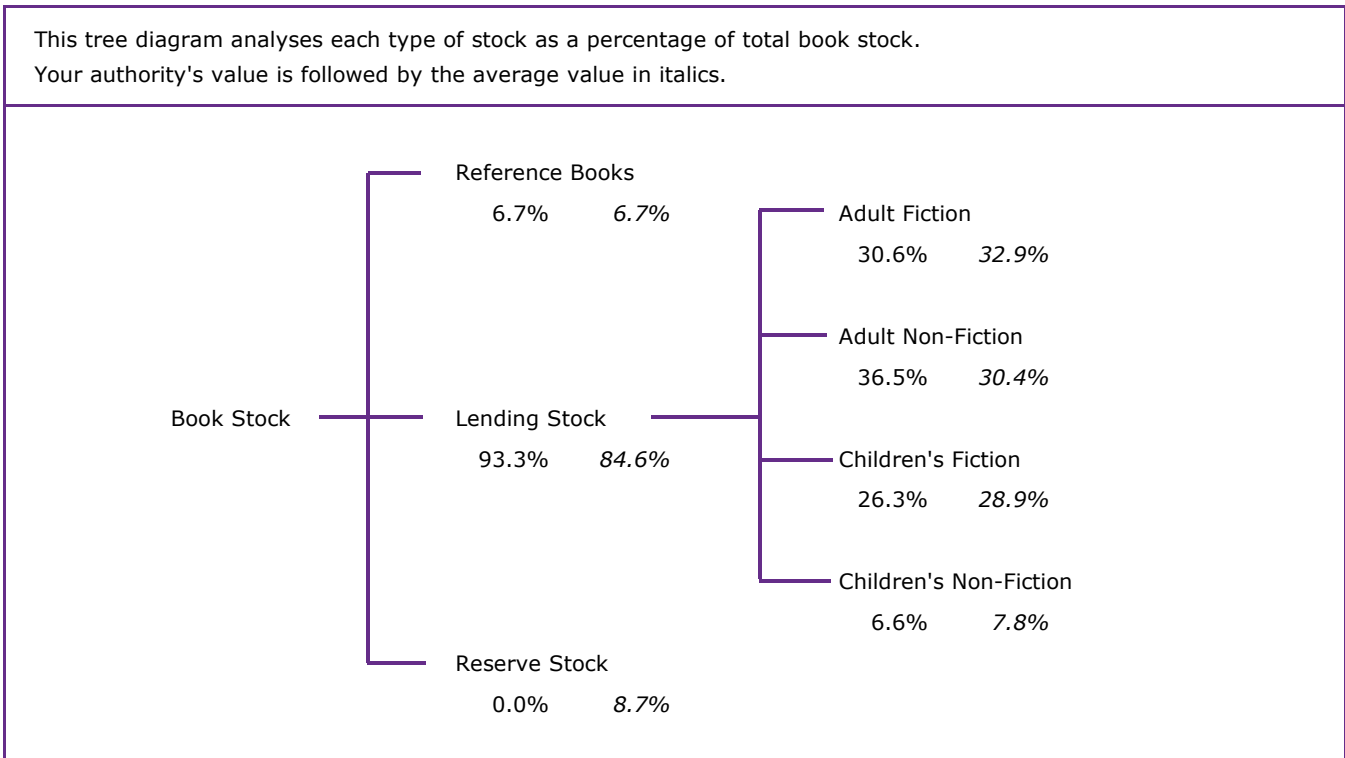 This tree diagram analyses each type of stock as a percentage of total book stock.
Your authority's value is followed by the average value in italics.
Reference Books
6.7% 6.7%
Adult Fiction
30.6% 32.9%
Adult Non-Fiction
36.5% 30.4%
Book Stock
Lending Stock
93.3% 84.6%
Children's Fiction
26.3% 28.9%
Children's Non-Fiction
6.6% 7.8%
Reserve Stock
0.0% 8.7%